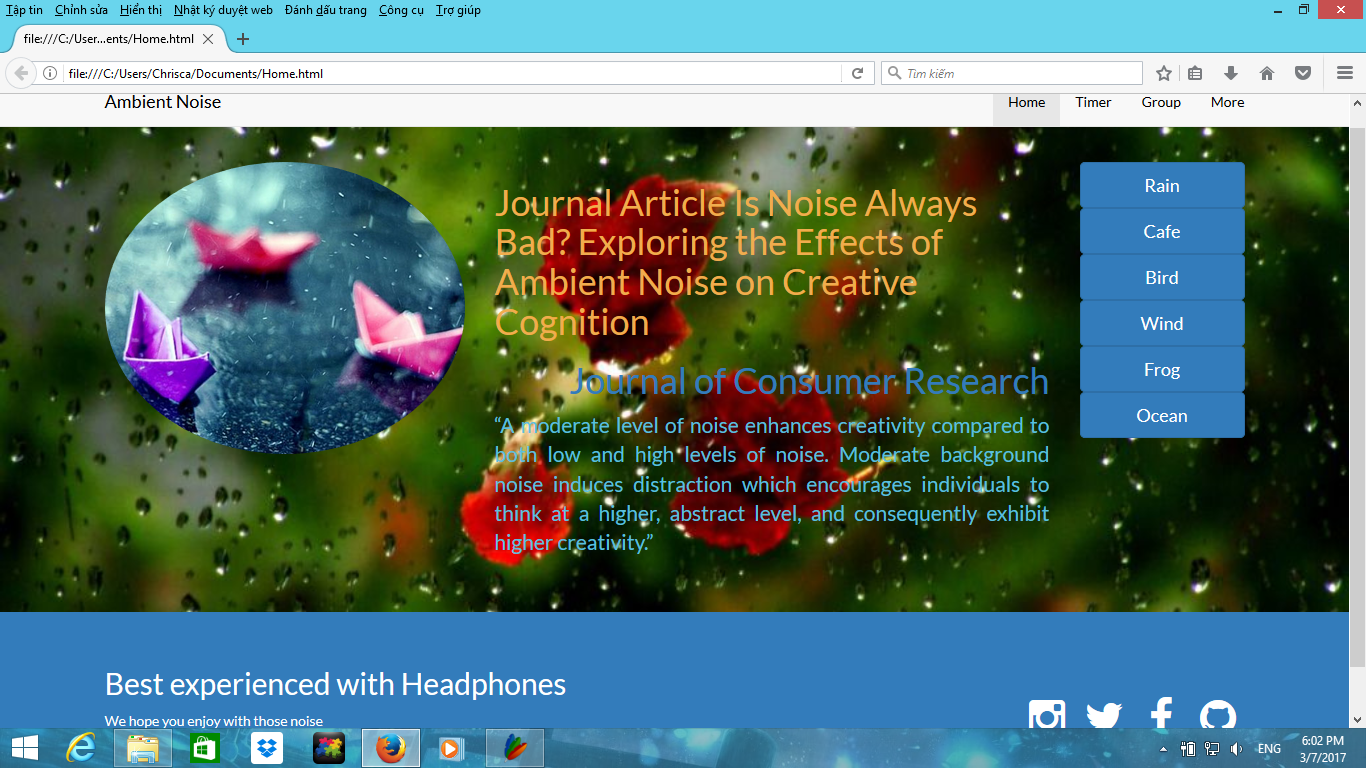 Tập tin Chỉnh sửa Hiển thị Nhật ký duyệt web Đánh dấu trang Công cụ Trợ giúp
file:///C:/User...ents/Home.html
file:///C:/Users/Chrisca/Documents/Home.html
Tìm kiếm
Ambient Noise
Home Timer Group More
Journal Article Is Noise Always
Bad? Exploring the Effects of
Ambient Noise on Creative
Cognition
Journal of Consumer Research
“A moderate level of noise enhances creativity compared to
both low and high levels of noise. Moderate background
noise induces distraction which encourages individuals to
think at a higher, abstract level, and consequently exhibit
higher creativity.”
Rain
Cafe
Bird
Wind
Frog
Ocean
Best experienced with Headphones
We hope you enjoy with those noise
ENG
6:02 PM
3/7/2017